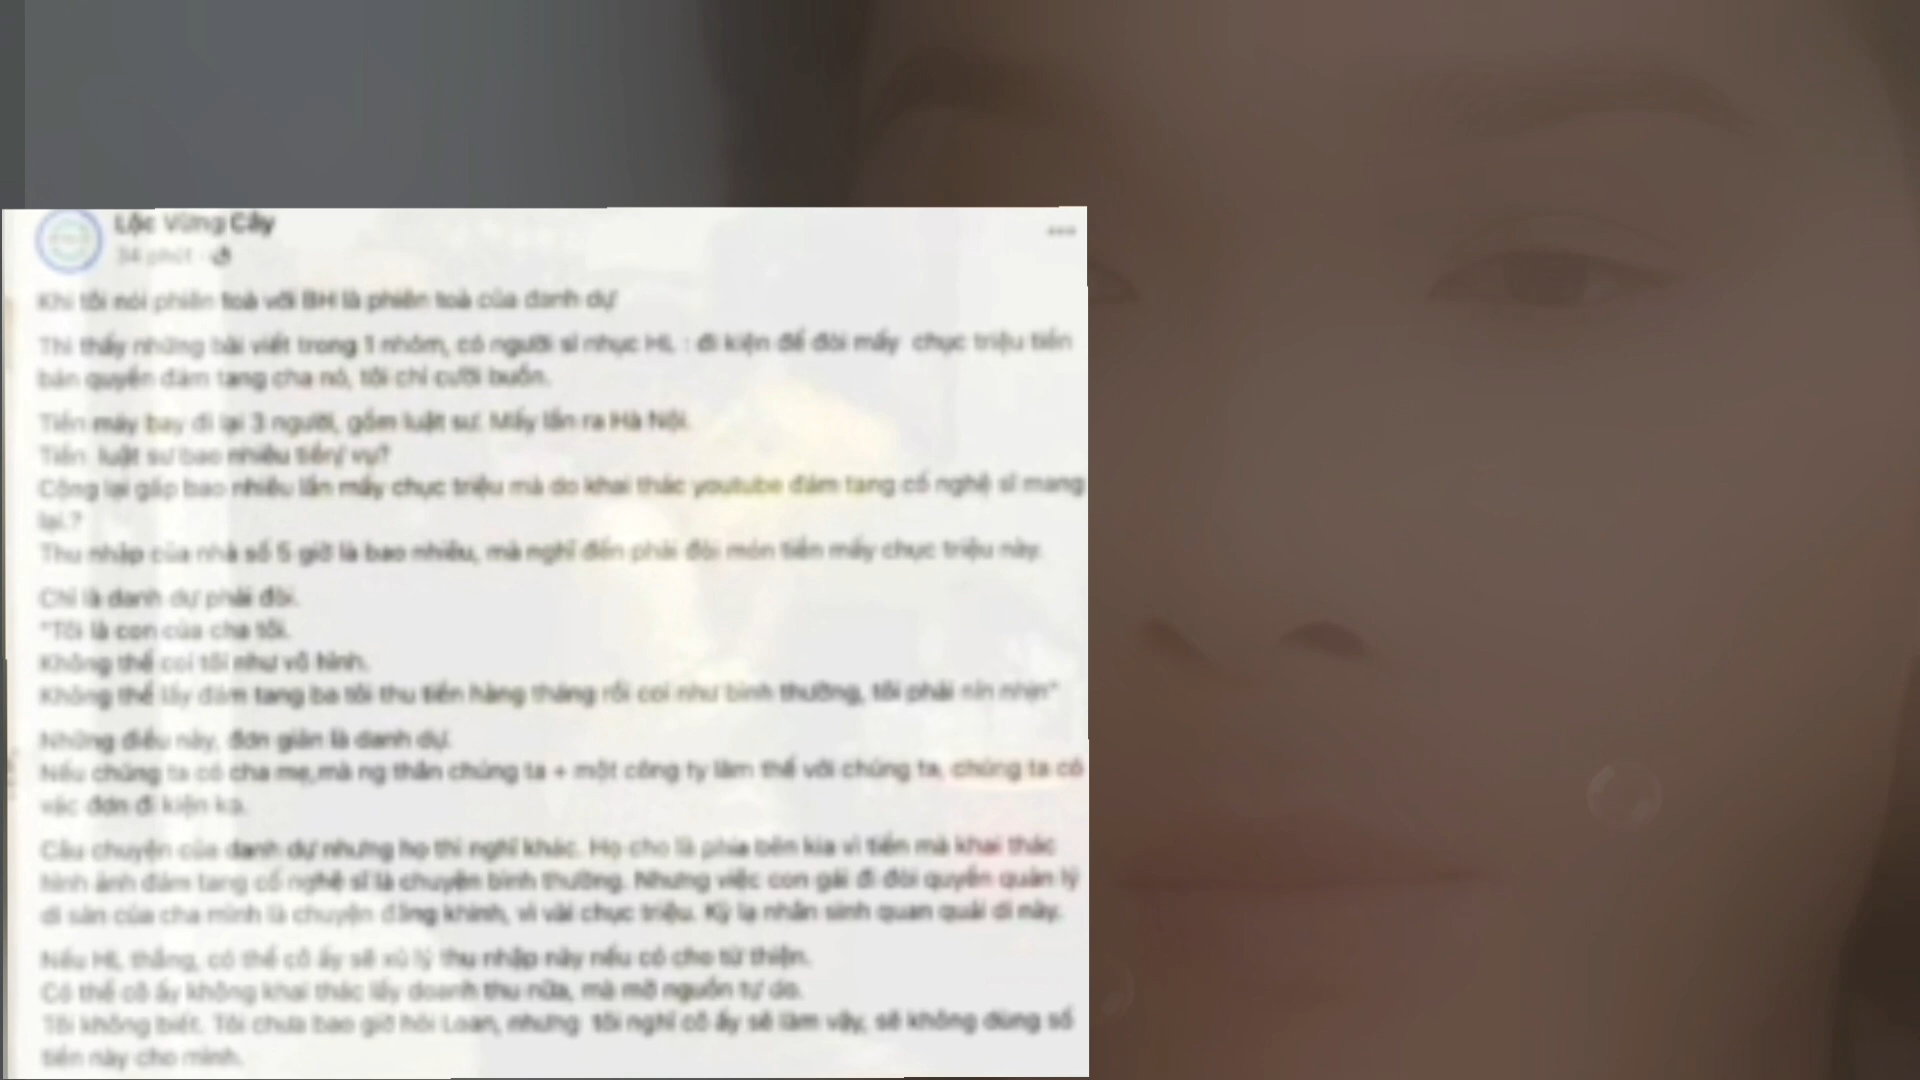 Lộc Vừng Cây
34 phút
Khi tôi nói phiên toà với BH là phiên toà của danh dự
Thì thấy những bài viết trong 1 nhóm, có người sỉ nhục HL : đi kiện để đòi mấy chục triệu tiền
bản quyền đám tang cha nó, tôi chỉ cười buồn.
Tiền máy bay đi lại 3 người, gồm luật sư. Mấy lần ra Hà Nội.
Tiền luật sư bao nhiêu tiền/ vụ?
Cộng lại gấp bao nhiêu lần mấy chục triệu mà do khai thác youtube đám tang cố nghệ sĩ mang
lại.?
Thu nhập của nhà số 5 giờ là bao nhiêu, mà nghĩ đến phải đòi món tiền mấy chục triệu này.
Chỉ là danh dự phải đòi.
"Tôi là con của cha tôi.
Không thể coi tôi như vô hình.
Không thể lấy đám tang ba tôi thu tiền hàng tháng rồi coi như bình thường, tôi phải nín nhịn"
Những điều này, đơn giản là danh dự.
Nếu chúng ta có cha mẹ,mà ng thân chúng ta + một công ty làm thế với chúng ta, chúng ta có
vác đơn đi kiện ko.
Câu chuyện của danh dự nhưng họ thì nghĩ khác. Họ cho là phía bên kia vì tiền mà khai thác
hình ảnh đám tang cố nghệ sĩ là chuyện bình thường. Nhưng việc con gái đi đòi quyền quản lý
di sản của cha mình là chuyện đáng khinh, vì vài chục triệu. Kỳ lạ nhân sinh quan quái dị này.
Nếu HL thắng, có thể cô ấy sẽ xử lý thu nhập này nếu có cho từ thiện.
Có thể cô ấy không khai thác lấy doanh thu nữa, mà mở nguồn tự do.
Tôi không biết. Tôi chưa bao giờ hỏi Loan, nhưng tôi nghĩ cô ấy sẽ làm vậy, sẽ không dùng số
tiền này cho mình.